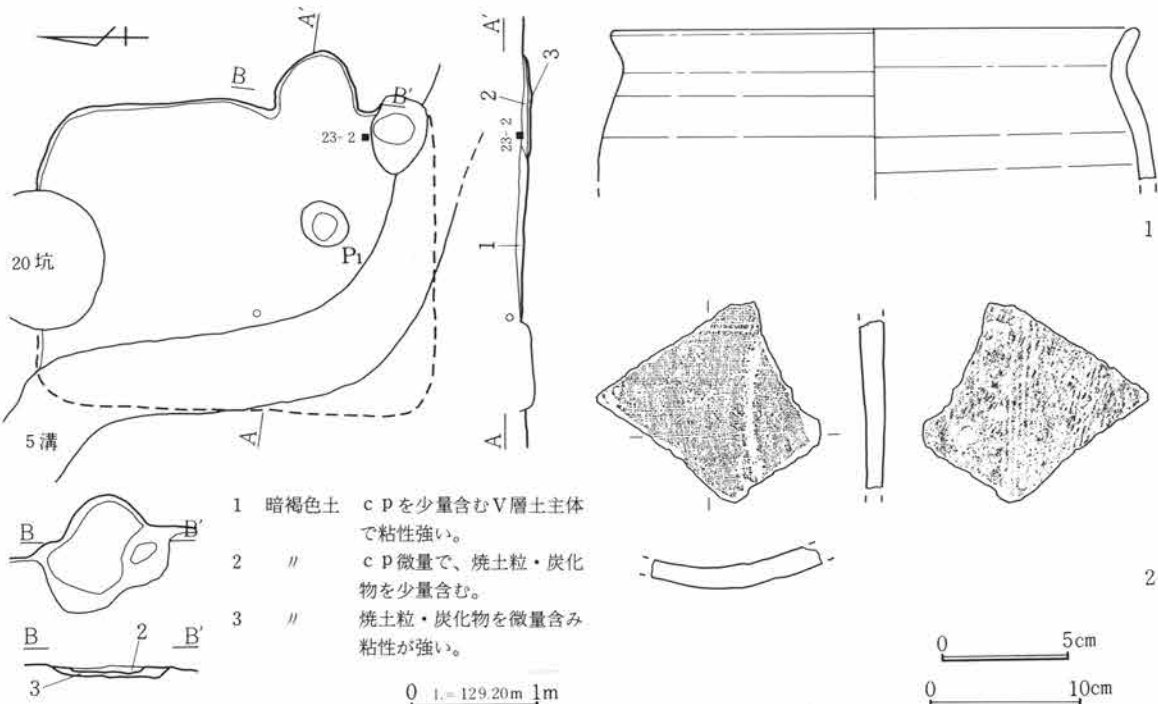 A'
B
B'
23-2
P1
20坑
A
5溝
A'
3
2
23-2
1
A
1
2
B
B'
B
2
B'
3
1 暗褐色土 cpを少量含むV層土主体
で粘性強い。
2 〃 cp微量で、焼土粒・炭化
物を少量含む。
3 〃 焼土粒・炭化物を微量含み
粘性が強い。
0 L=129.20m 1m
0 5cm
0 10cm